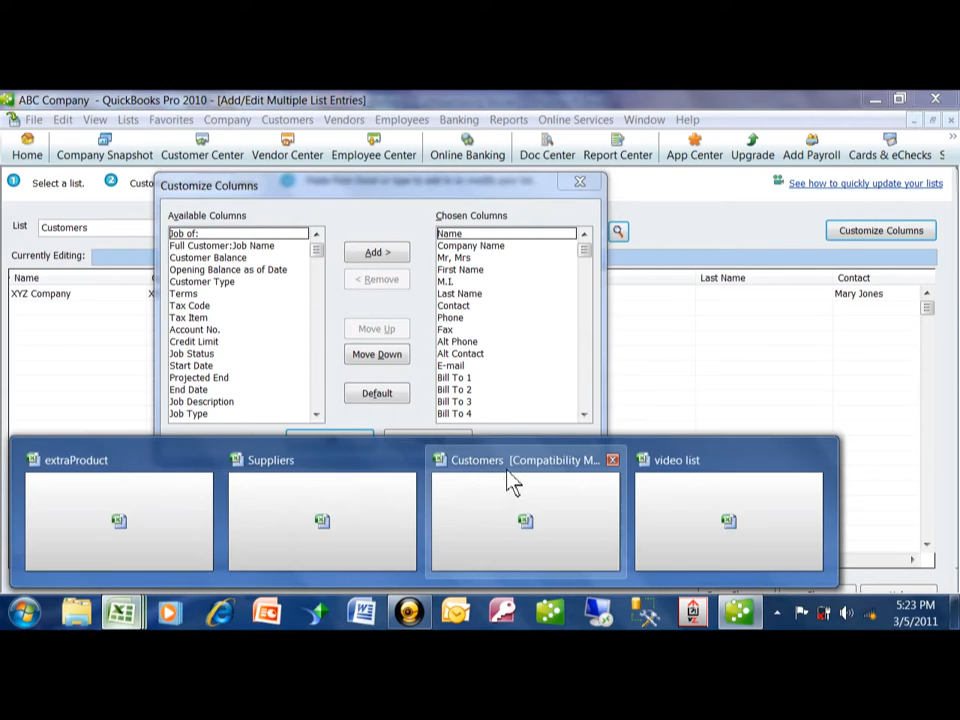 ABC Company - QuickBooks Pro 2010 - [Add/Edit Multiple List Entries]
File Edit View Lists Favorites Company Customers Vendors Employees Banking Reports Online Services Window Help
Home Company Snapshot Customer Center Vendor Center Employee Center Online Banking Doc Center Report Center App Center Upgrade Add Payroll Cards & eChecks S
1 Select a list. 2 Custo
See how to quickly update your lists
Customize Columns
List Customers
Customize Columns
Currently Editing:
Name
Last Name Contact
XYZ Company
Mary Jones
Available Columns
Job of:
Full Customer:Job Name
Customer Balance
Opening Balance as of Date
Customer Type
Terms
Tax Code
Tax Item
Account No.
Credit Limit
Job Status
Start Date
Projected End
End Date
Job Description
Job Type
Add >
< Remove
Move Up
Move Down
Default
Chosen Columns
Name
Company Name
Mr, Mrs
First Name
M.I.
Last Name
Contact
Phone
Fax
Alt Phone
Alt Contact
E-mail
Bill To 1
Bill To 2
Bill To 3
Bill To 4
extraProduct Suppliers Customers [Compatibility M... video list
5:23 PM
3/5/2011